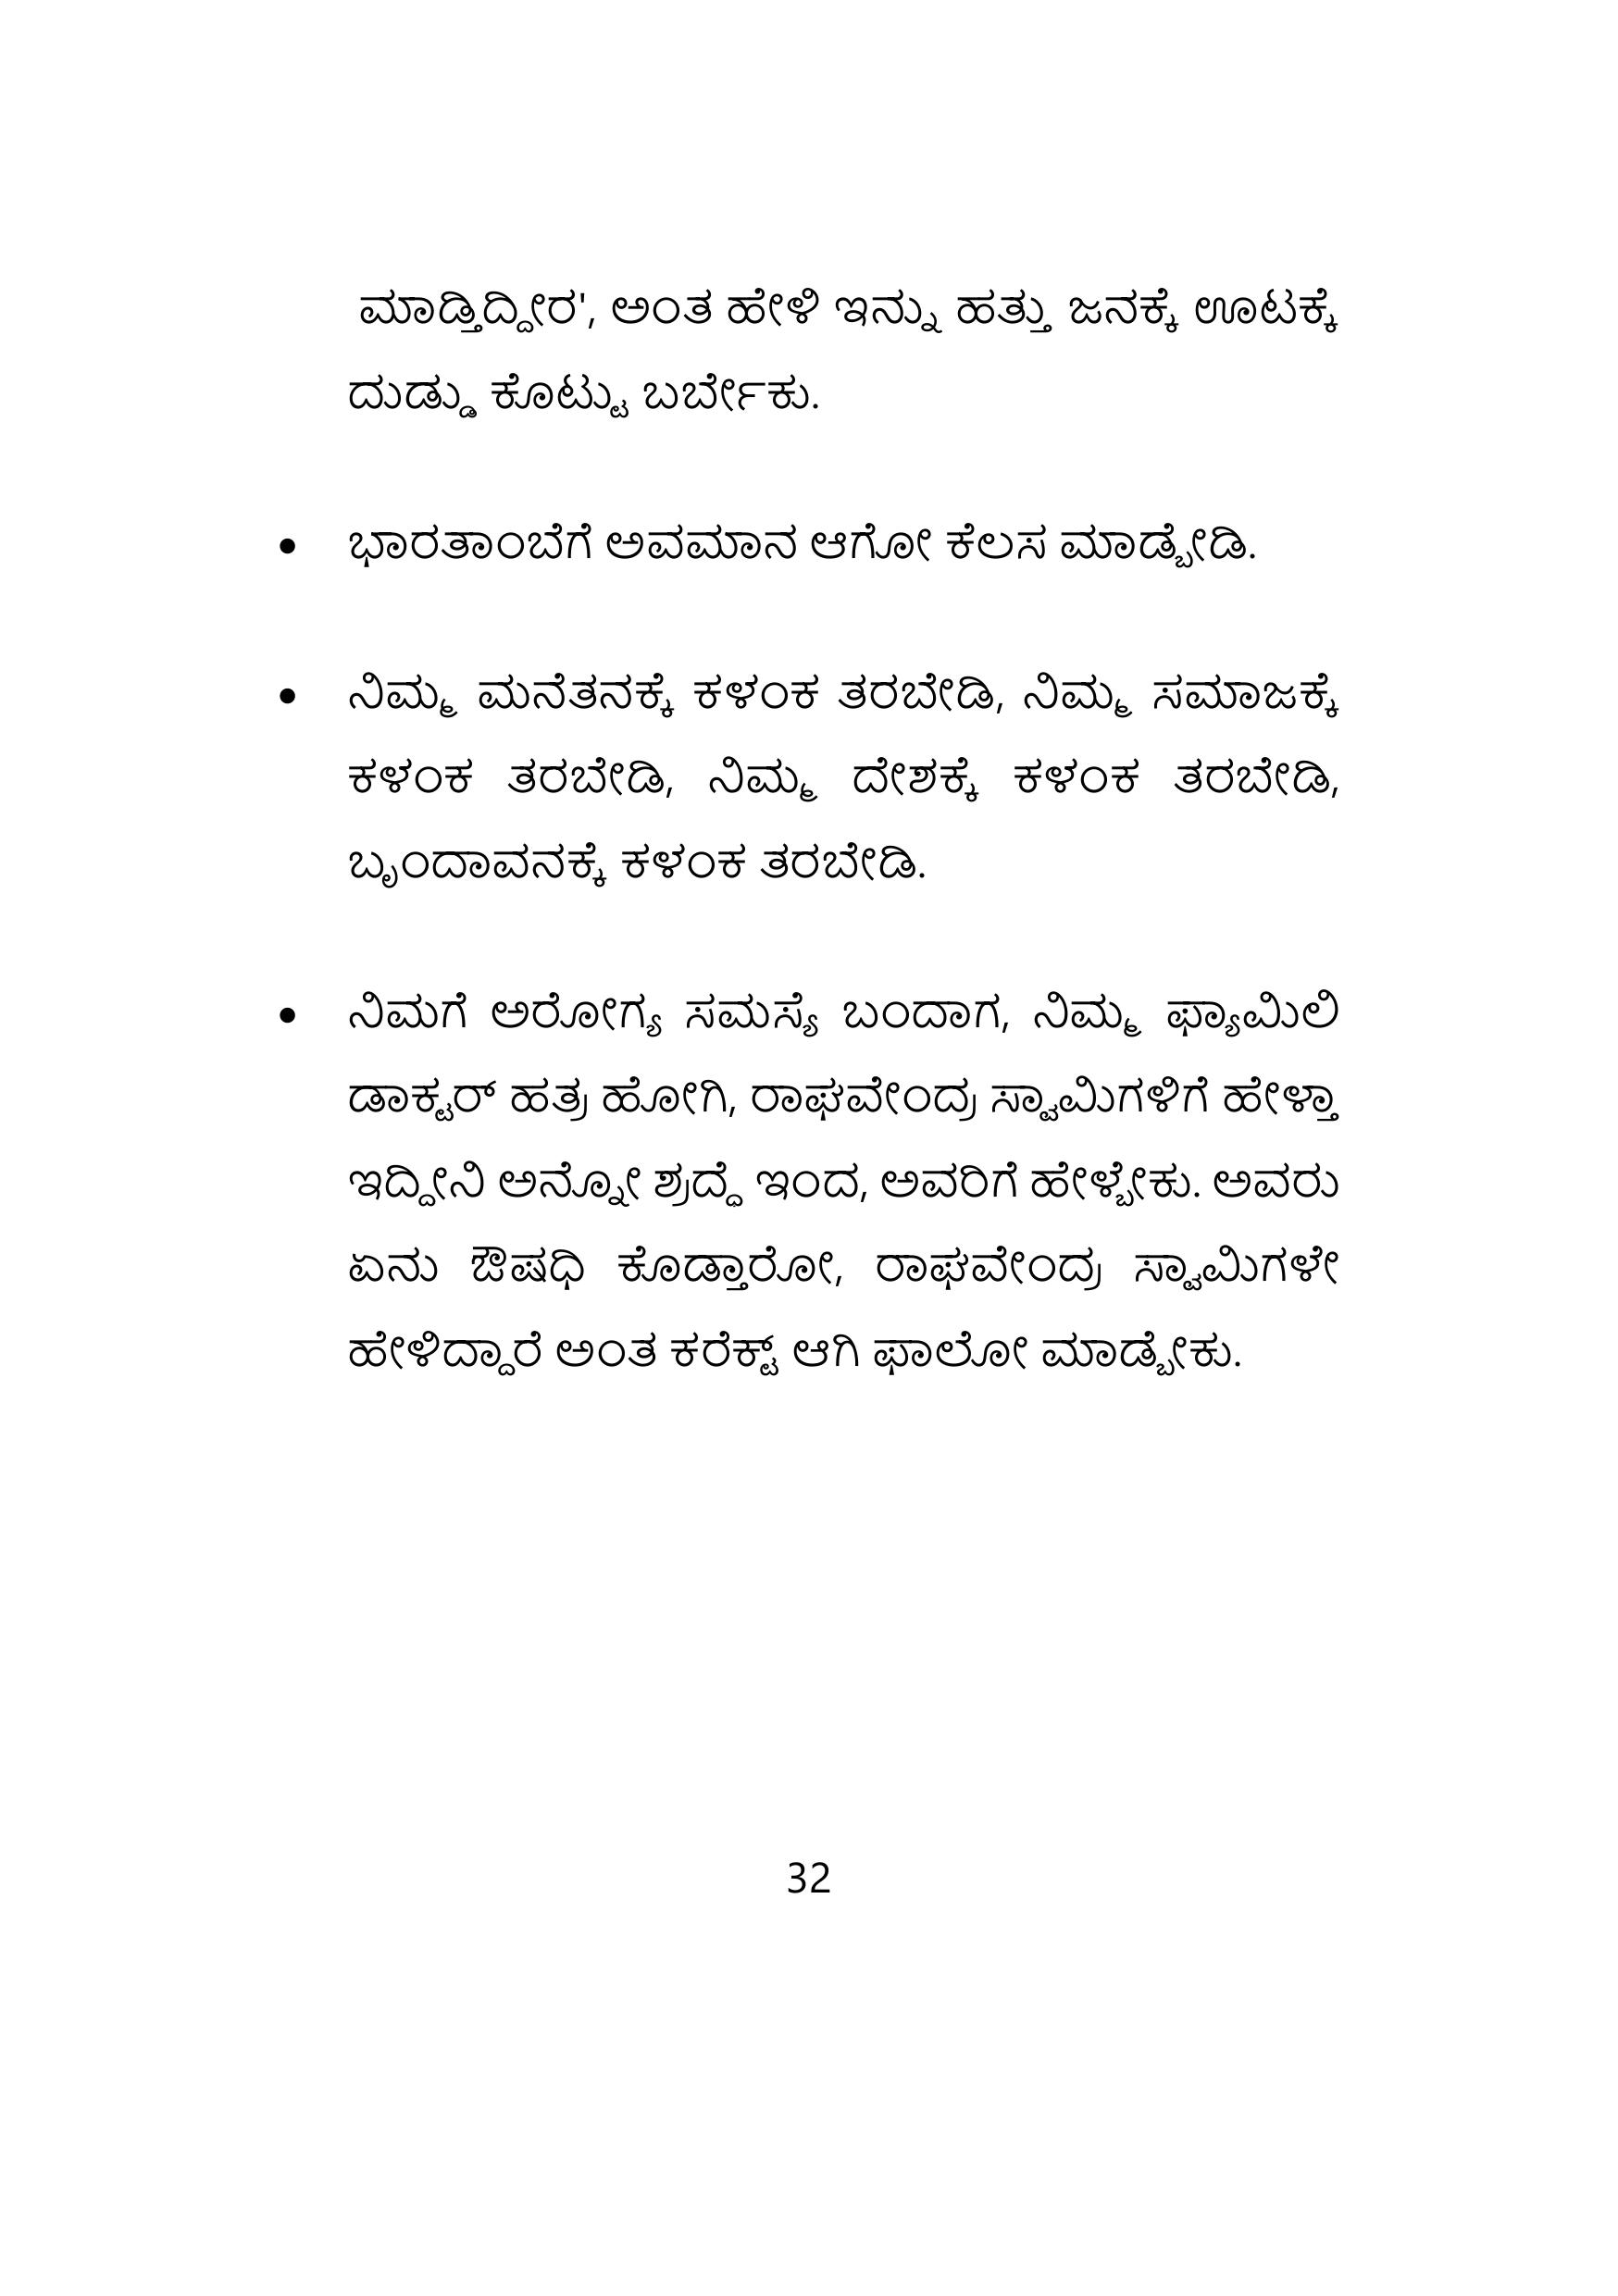 ಮಾಡ್ತಿದ್ದೀರ', ಅಂತ ಹೇಳಿ ಇನ್ನು ಹತ್ತು ಜನಕ್ಕೆ ಊಟಕ್ಕೆ
ದುಡ್ಡು ಕೊಟ್ಟು ಬರ್ಬೇಕು.
• ಭಾರತಾಂಬೆಗೆ ಅವಮಾನ ಆಗೋ ಕೆಲಸ ಮಾಡ್ಬೇಡಿ.
• ನಿಮ್ಮ ಮನೆತನಕ್ಕೆ ಕಳಂಕ ತರಬೇಡಿ, ನಿಮ್ಮ ಸಮಾಜಕ್ಕೆ
ಕಳಂಕ ತರಬೇಡಿ, ನಿಮ್ಮ ದೇಶಕ್ಕೆ ಕಳಂಕ ತರಬೇಡಿ,
ಬೃಂದಾವನಕ್ಕೆ ಕಳಂಕ ತರಬೇಡಿ.
• ನಿಮಗೆ ಅರೋಗ್ಯ ಸಮಸ್ಯೆ ಬಂದಾಗ, ನಿಮ್ಮ ಫ್ಯಾಮಿಲಿ
ಡಾಕ್ಟರ್ ಹತ್ರ ಹೋಗಿ, ರಾಘವೇಂದ್ರ ಸ್ವಾಮಿಗಳಿಗೆ ಹೇಳ್ತಾ
ಇದ್ದೀನಿ ಅನ್ನೋ ಶ್ರದ್ಧೆ ಇಂದ, ಅವರಿಗೆ ಹೇಳ್ಬೇಕು. ಅವರು
ಏನು ಔಷಧಿ ಕೊಡ್ತಾರೋ, ರಾಘವೇಂದ್ರ ಸ್ವಾಮಿಗಳೇ
ಹೇಳಿದ್ದಾರೆ ಅಂತ ಕರೆಕ್ಟ್ ಆಗಿ ಫಾಲೋ ಮಾಡ್ಬೇಕು.
32